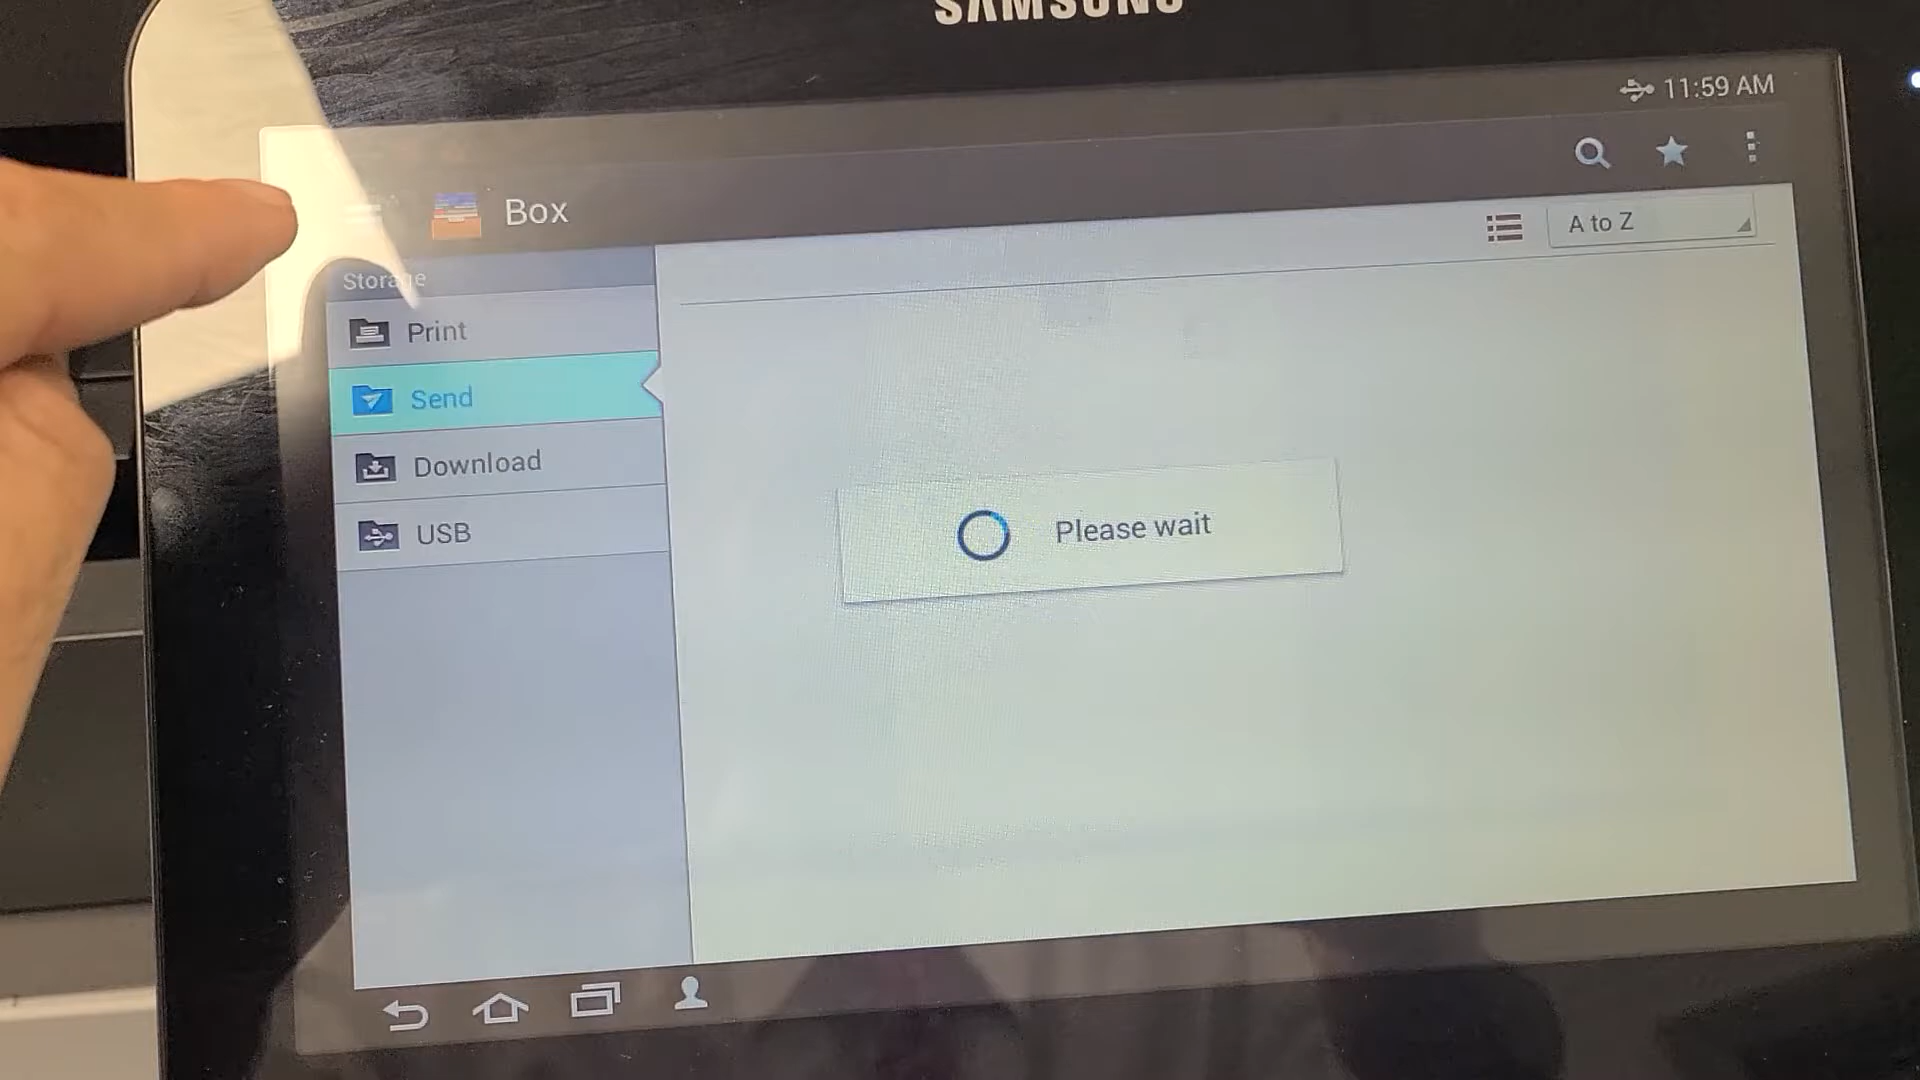 SAMSUNG
11:59 AM
Box
A to Z
Storage
Print
Send
Download
USB
Please wait